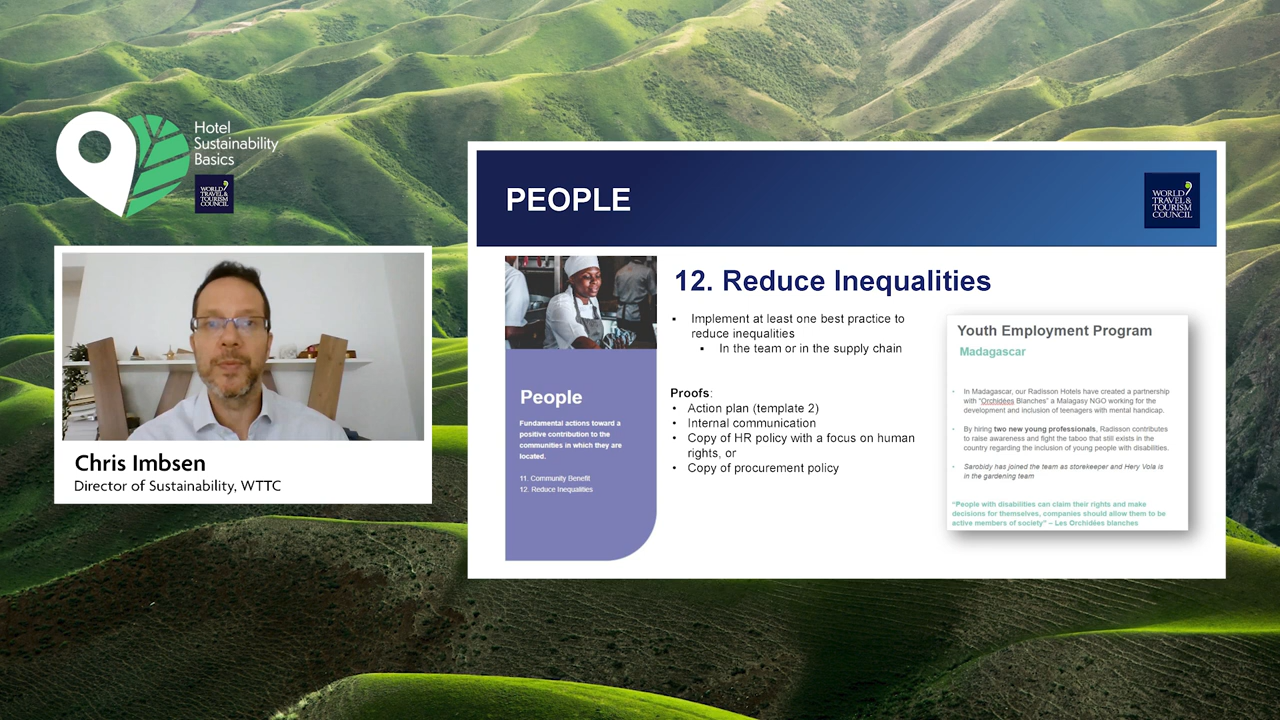 Hotel
Sustainability
Basics
WORLD
TRAVEL &
TOURISM
COUNCIL
Chris Imbsen
Director of Sustainability, WTTC
PEOPLE
WORLD
TRAVEL &
TOURISM
COUNCIL
People
Fundamental actions toward a
positive contribution to the
communities in which they are
located.
11. Community Benefit
12. Reduce Inequalities
12. Reduce Inequalities
▪ Implement at least one best practice to
reduce inequalities
▪ In the team or in the supply chain
Proofs:
• Action plan (template 2)
• Internal communication
• Copy of HR policy with a focus on human
rights, or
• Copy of procurement policy
Youth Employment Program
Madagascar
• In Madagascar, our Radisson Hotels have created a partnership
with "Orchidées Blanches" a Malagasy NGO working for the
development and inclusion of teenagers with mental handicap.
• By hiring two new young professionals, Radisson contributes
to raise awareness and fight the taboo that still exists in the
country regarding the inclusion of young people with disabilities.
• Sarobidy has joined the team as storekeeper and Hery Vola is
in the gardening team
"People with disabilities can claim their rights and make
decisions for themselves, companies should allow them to be
active members of society" – Les Orchidées blanches